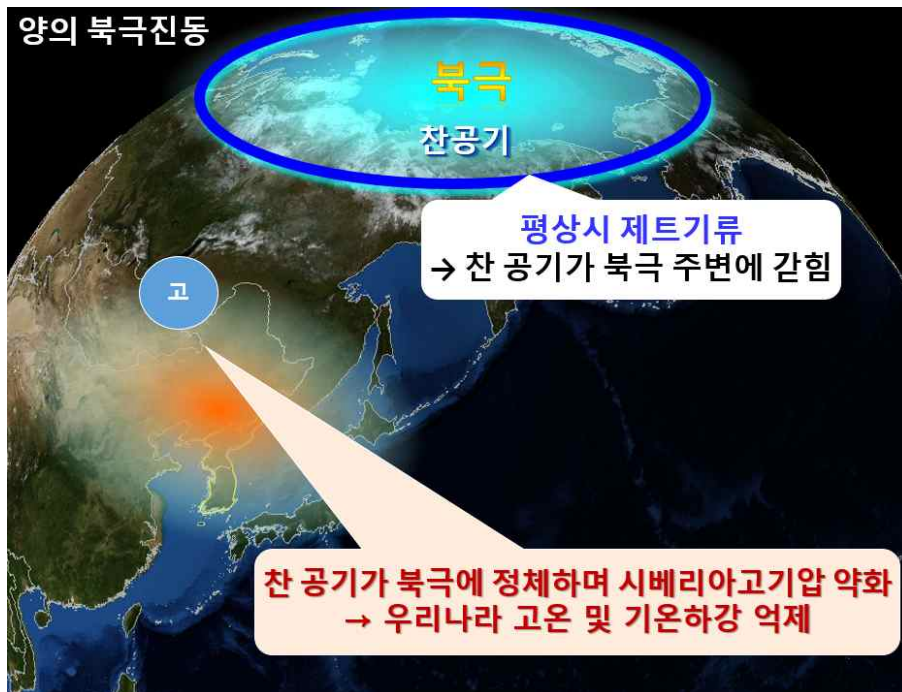 양의 북극진동
북극
찬공기
평상시 제트기류
→ 찬 공기가 북극 주변에 갇힘
고
찬 공기가 북극에 정체하며 시베리아고기압 약화
→ 우리나라 고온 및 기온하강 억제